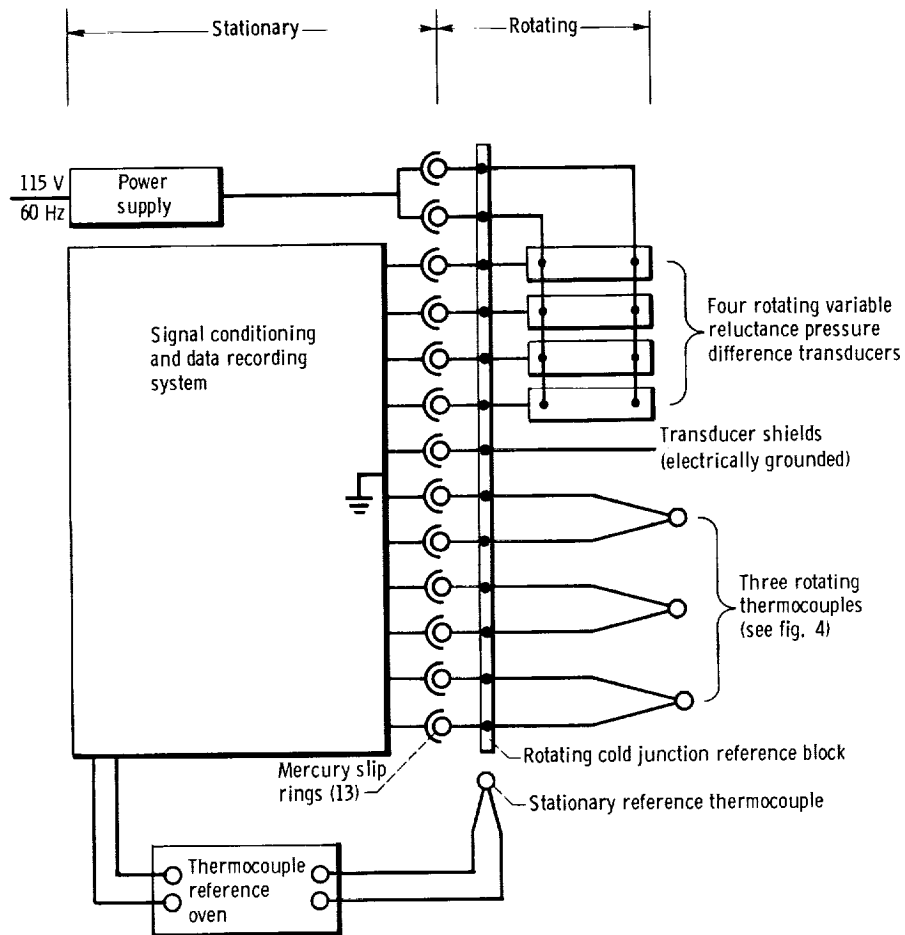 Stationary
Rotating
115 V
60 Hz
Power
supply
Signal conditioning
and data recording
system
Four rotating variable
reluctance pressure
difference transducers
Transducer shields
(electrically grounded)
Three rotating
thermocouples
(see fig. 4)
Mercury slip
rings (13)
Rotating cold junction reference block
Stationary reference thermocouple
Thermocouple
reference
oven